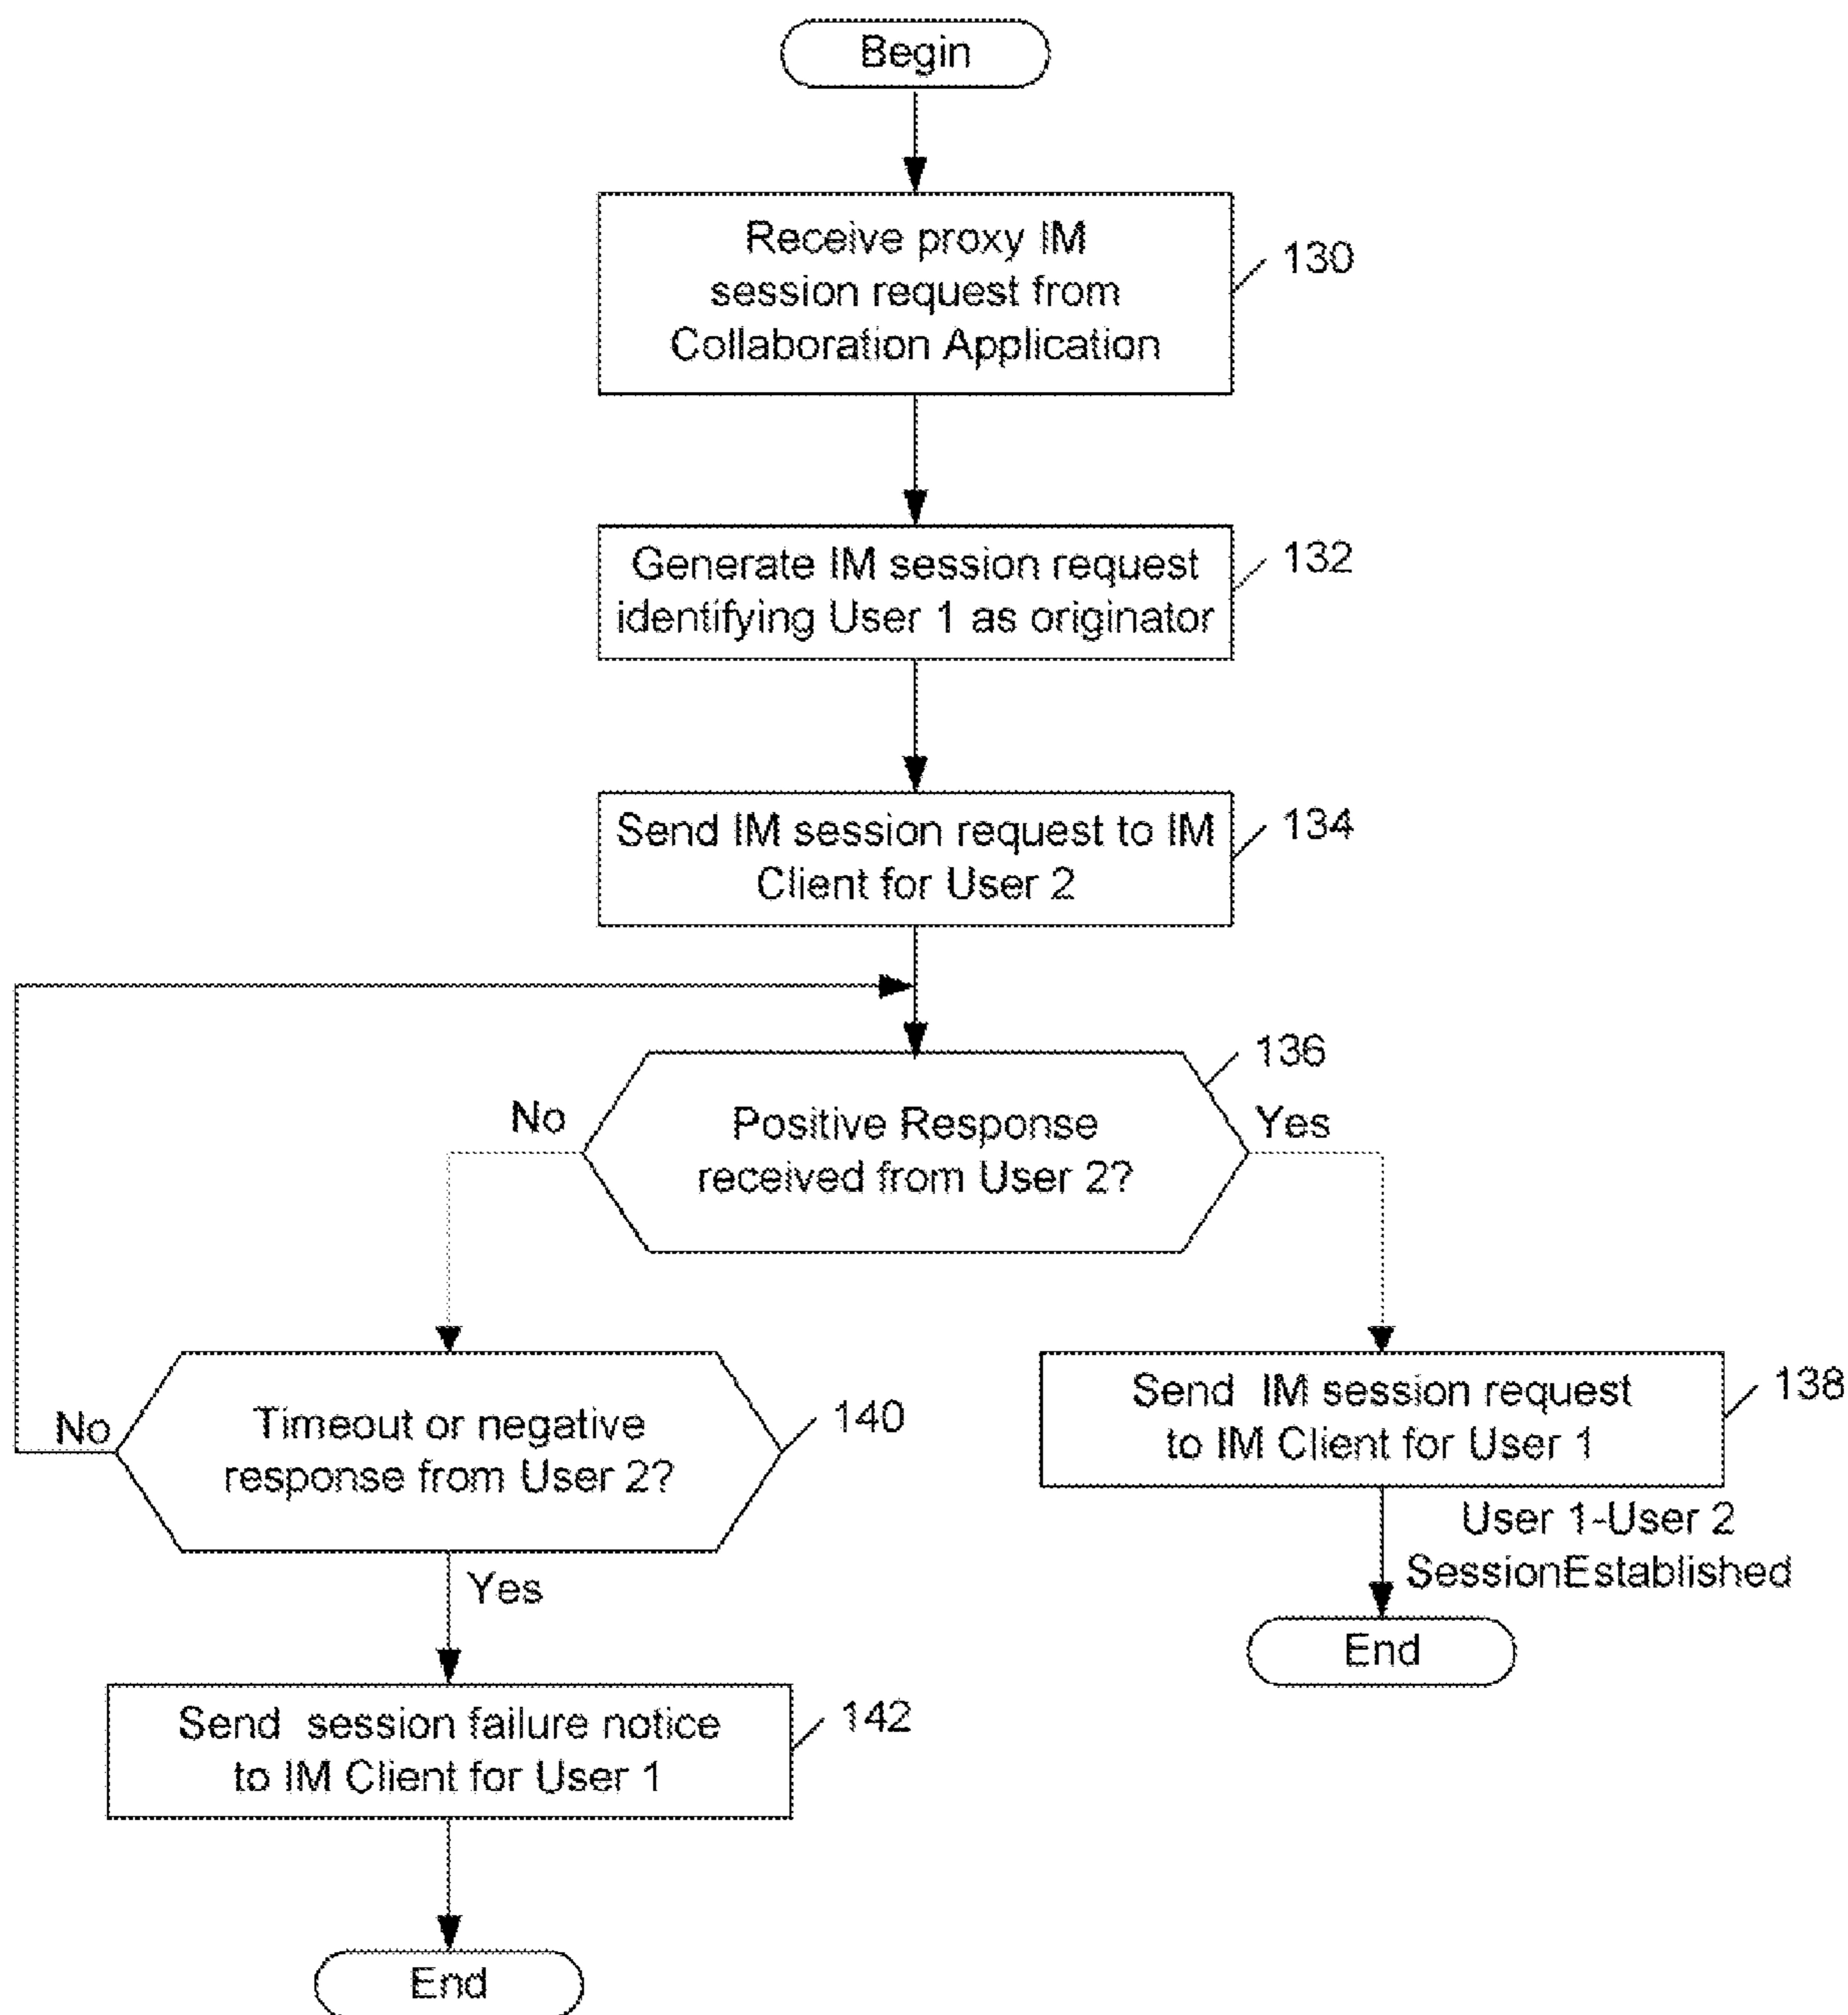 Begin
Receive proxy IM
session request from
Collaboration Application
130
Generate IM session request
identifying User 1 as originator
132
Send IM session request to IM
Client for User 2
134
Positive Response
received from User 2?
136
No
Yes
Timeout or negative
response from User 2?
140
No
Yes
Send IM session request
to IM Client for User 1
138
User 1-User 2
SessionEstablished
End
Send session failure notice
to IM Client for User 1
142
End